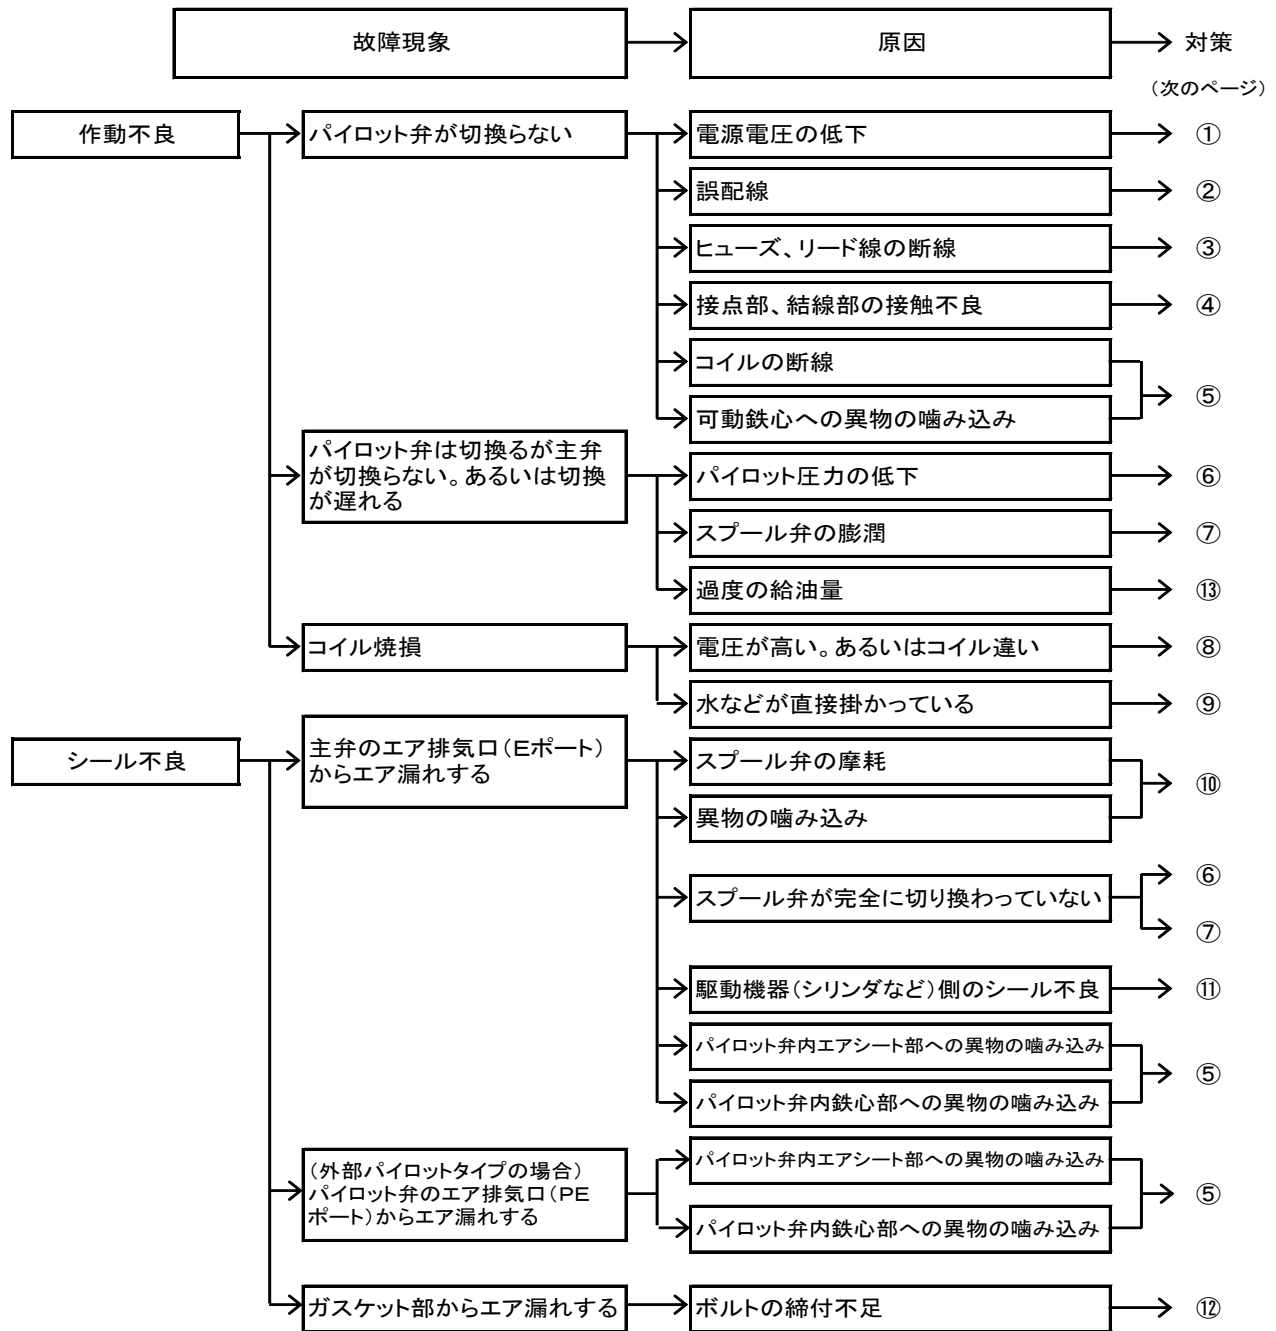 故障現象
原因
対策
（次のページ）
作動不良
パイロット弁が切換らない
電源電圧の低下
①
誤配線
②
ヒューズ、リード線の断線
③
接点部、結線部の接触不良
④
コイルの断線
⑤
可動鉄心への異物の噛み込み
パイロット弁は切換るが主弁
が切換らない。あるいは切換
が遅れる
パイロット圧力の低下
⑥
スプール弁の膨潤
⑦
過度の給油量
⑬
コイル焼損
電圧が高い。あるいはコイル違い
⑧
水などが直接掛かっている
⑨
シール不良
主弁のエア排気口（Eポート）
からエア漏れする
スプール弁の摩耗
⑩
異物の噛み込み
スプール弁が完全に切り換わっていない
⑥
⑦
駆動機器（シリンダなど）側のシール不良
⑪
パイロット弁内エアシート部への異物の噛み込み
⑤
パイロット弁内鉄心部への異物の噛み込み
（外部パイロットタイプの場合）
パイロット弁のエア排気口（PE
ポート）からエア漏れする
パイロット弁内エアシート部への異物の噛み込み
⑤
パイロット弁内鉄心部への異物の噛み込み
ガスケット部からエア漏れする
ボルトの締付不足
⑫